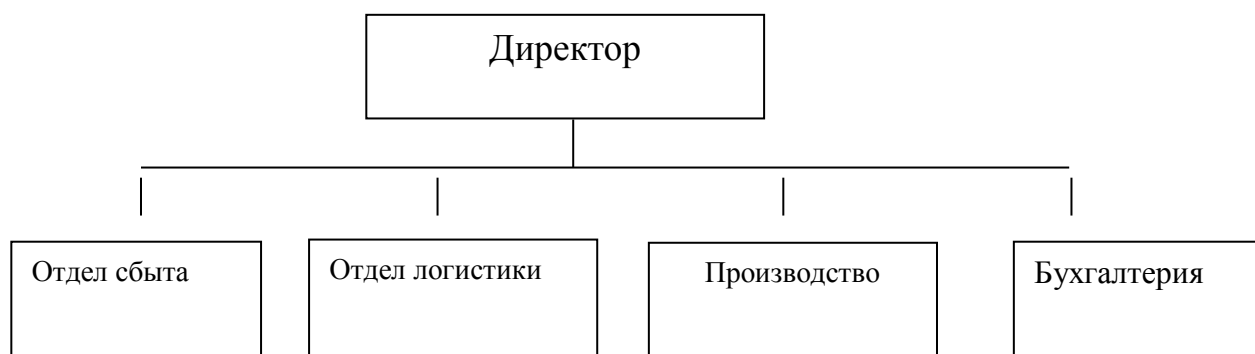 Директор
Отдел сбыта
Отдел логистики
Производство
Бухгалтерия